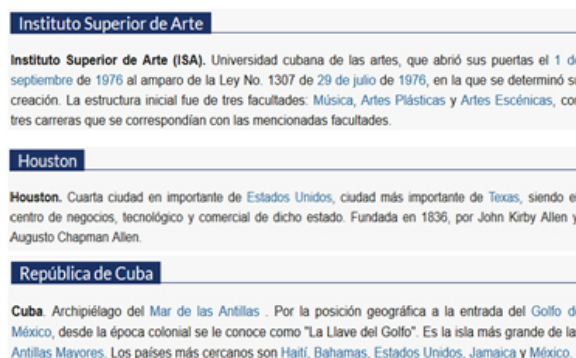 Instituto Superior de Arte
Instituto Superior de Arte (ISA). Universidad cubana de las artes, que abrió sus puertas el 1 de
septiembre de 1976 al amparo de la Ley No. 1307 de 29 de julio de 1976, en la que se determinó
creación. La estructura inicial fue de tres facultades: Música, Artes Plásticas y Artes Escénicas,
tres carreras que se correspondían con las mencionadas facultades.
Houston
Houston. Cuarta ciudad en importante de Estados Unidos, ciudad más importante de Texas, siendo
centro de negocios, tecnológico y comercial de dicho estado. Fundada en 1836, por John Kirby Allen y
Augusto Chapman Allen.
República de Cuba
Cuba. Archipiélago del Mar de las Antillas . Por la posición geográfica a la entrada del Golfo
México, desde la época colonial se le conoce como "La Llave del Golfo". Es la isla más grande de
Antillas Mayores. Los países más cercanos son Haití, Bahamas, Estados Unidos, Jamaica y México.